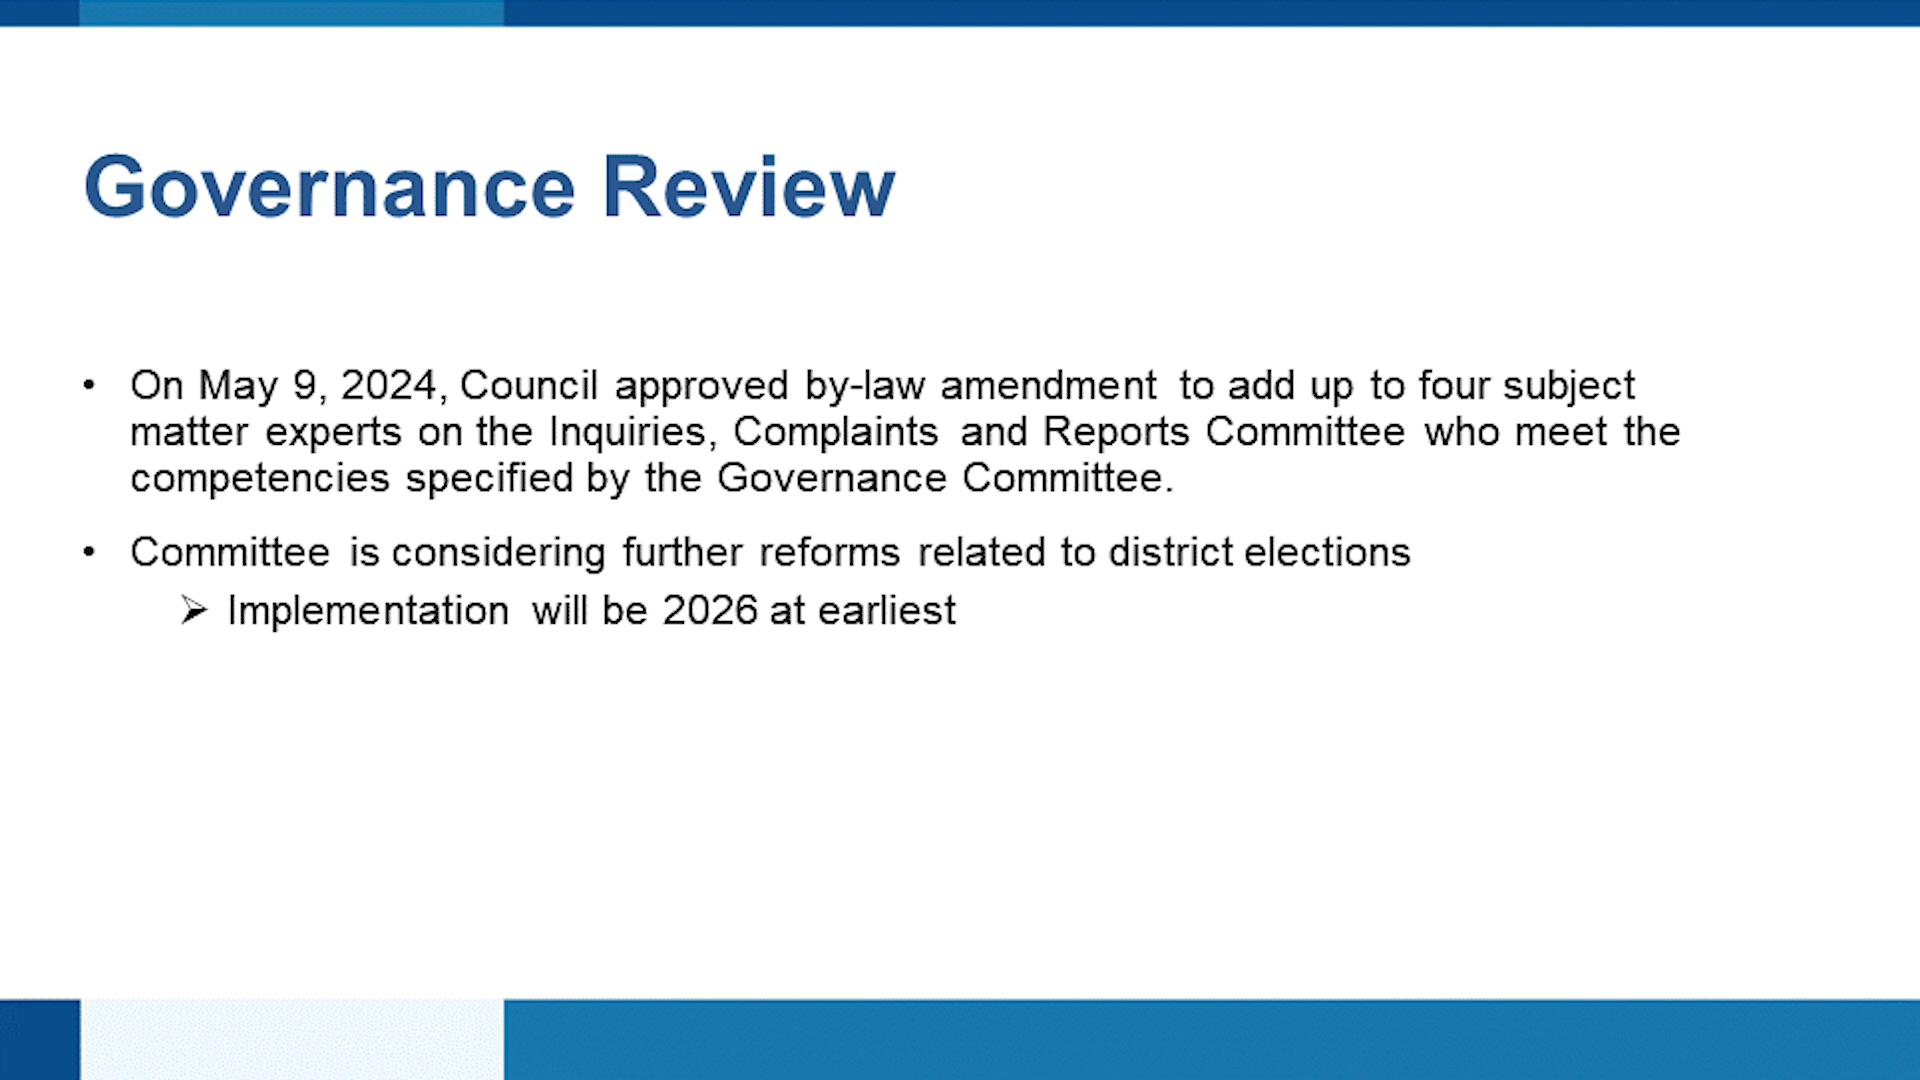 Governance Review
• On May 9, 2024, Council approved by-law amendment to add up to four subject
matter experts on the Inquiries, Complaints and Reports Committee who meet the
competencies specified by the Governance Committee.
• Committee is considering further reforms related to district elections
➢ Implementation will be 2026 at earliest